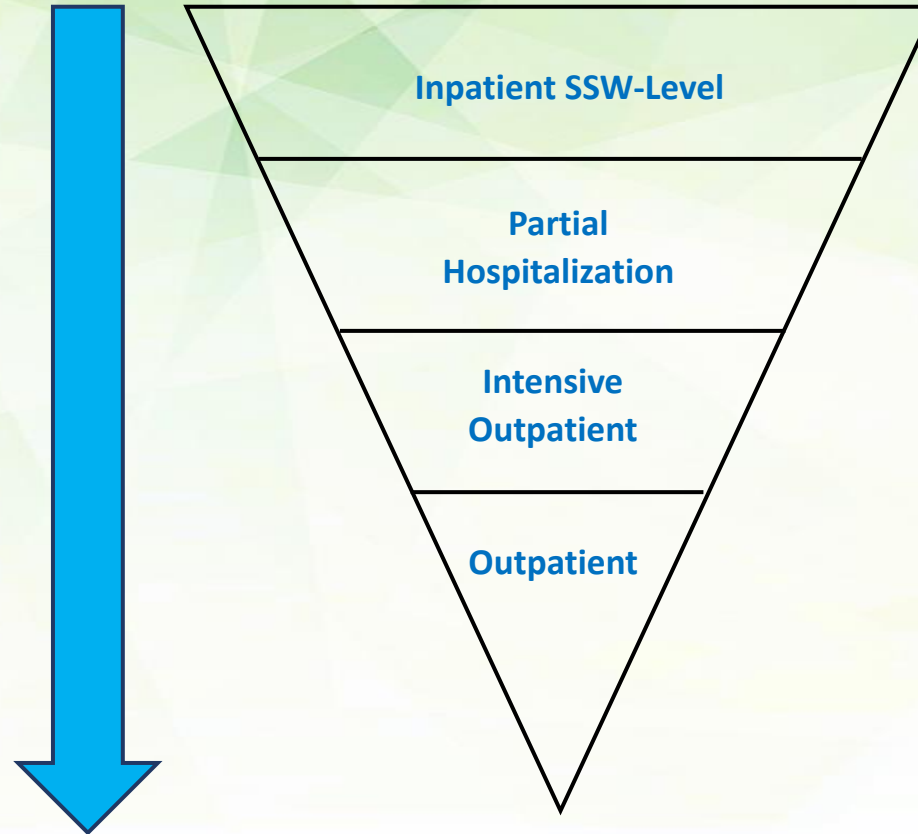 Inpatient SSW-Level
Partial
Hospitalization
Intensive
Outpatient
Outpatient